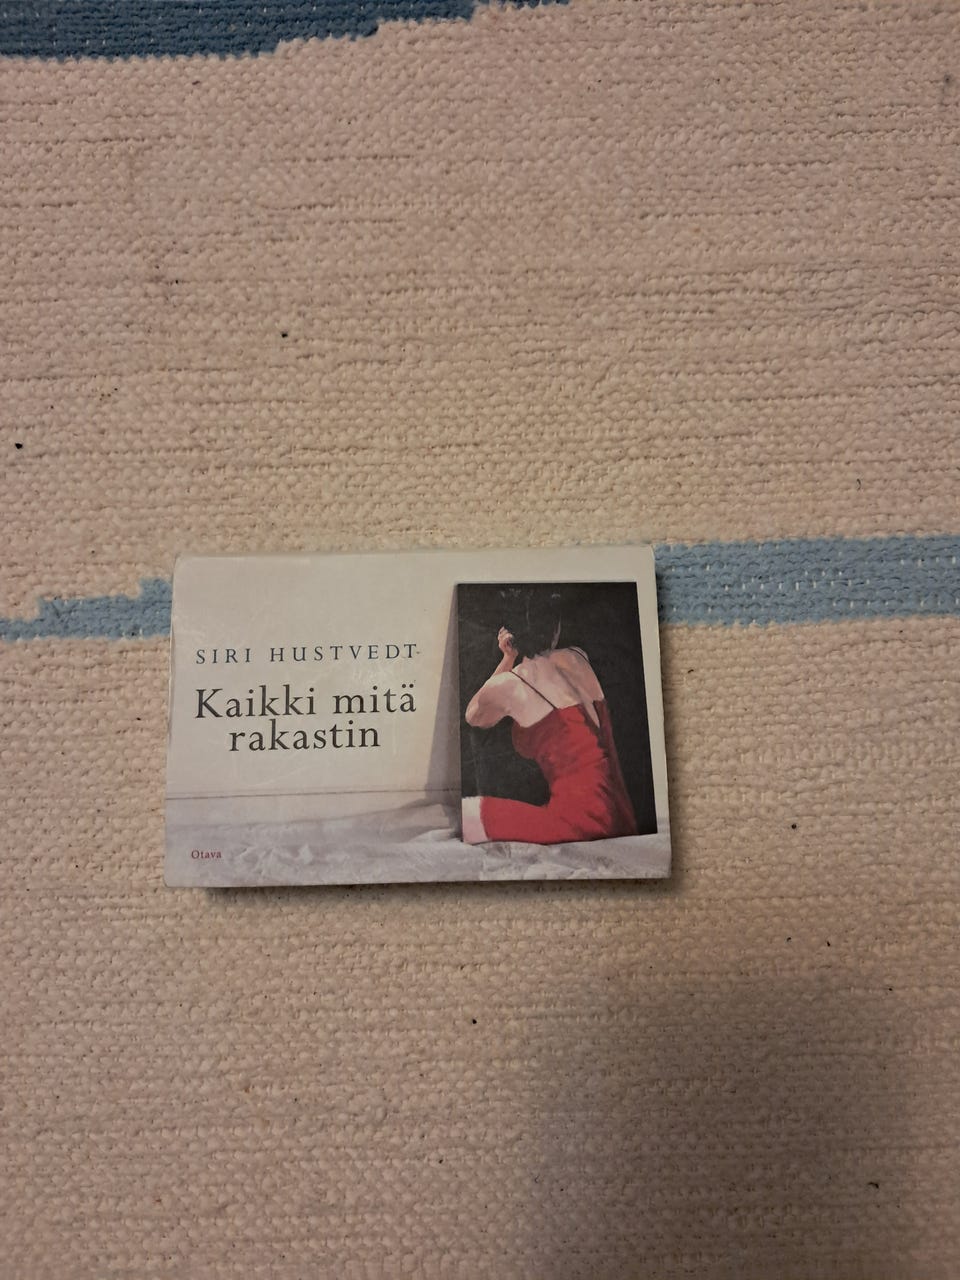 SIRI HUSTVEDT
Kaikki mitä
rakastin
Otava